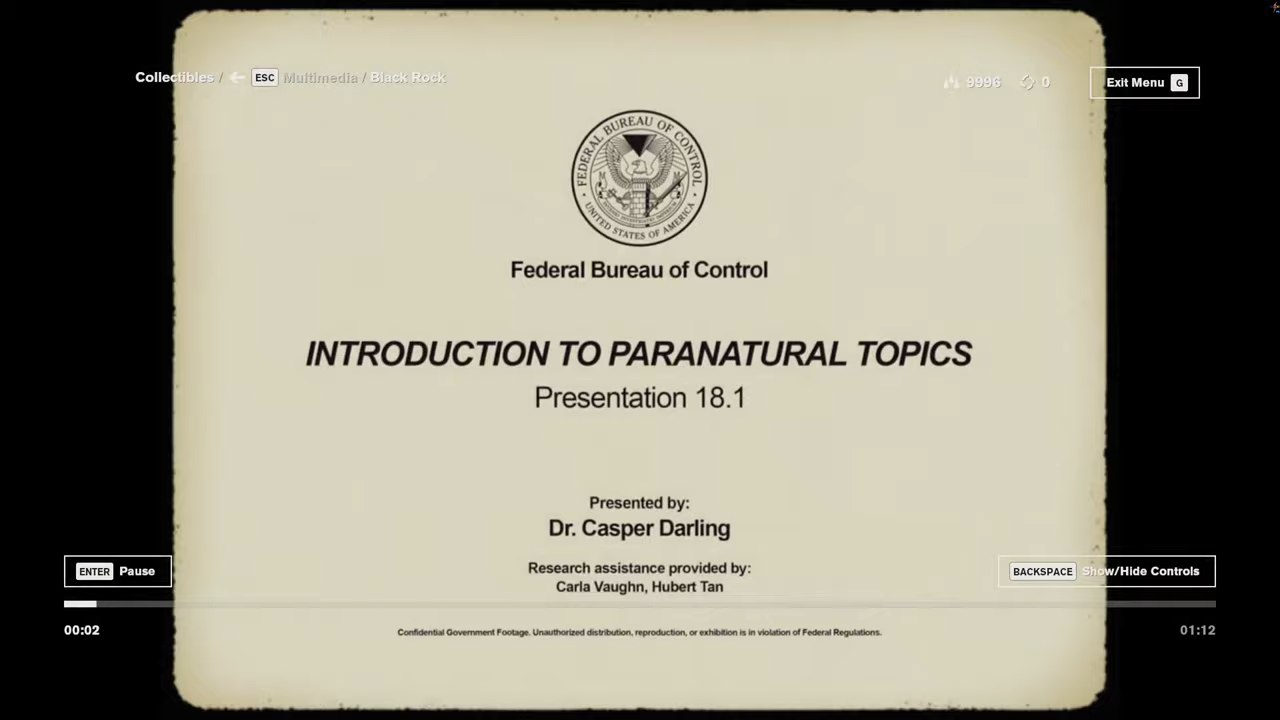 Collectibles / ESC Multimedia / Black Rock
9996 0
Exit Menu G
FEDERAL BUREAU OF CONTROL
UNITED STATES OF AMERICA
Federal Bureau of Control
INTRODUCTION TO PARANATURAL TOPICS
Presentation 18.1
Presented by:
Dr. Casper Darling
Research assistance provided by:
Carla Vaughn, Hubert Tan
ENTER Pause
BACKSPACE Show/Hide Controls
00:02
01:12
Confidential Government Footage. Unauthorized distribution, reproduction, or exhibition is in violation of Federal Regulations.